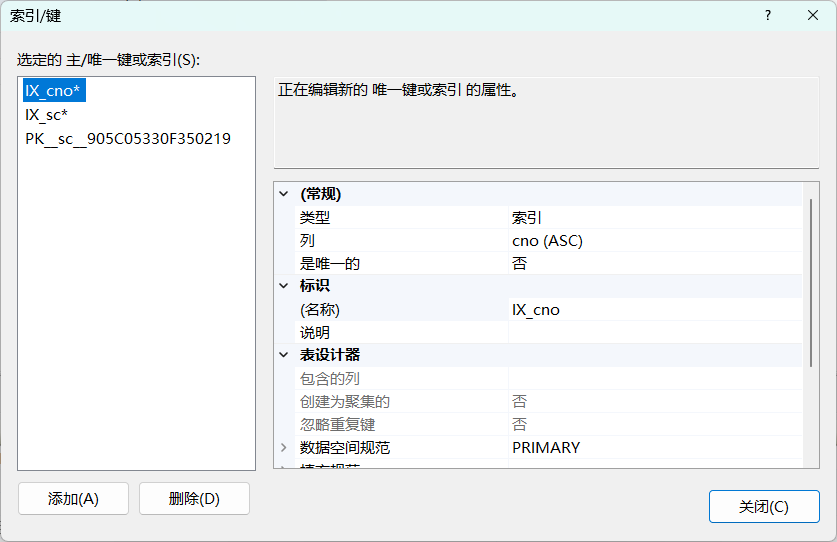 索引/键
?
选定的 主/唯一键或索引(S):
IX_cno*
IX_sc*
PK__sc__905C05330F350219
正在编辑新的 唯一键或索引 的属性。
(常规)
类型 索引
列 cno (ASC)
是唯一的 否
标识
(名称) IX_cno
说明
表设计器
包含的列
创建为聚集的 否
忽略重复键 否
数据空间规范 PRIMARY
添加(A) 删除(D)
关闭(C)